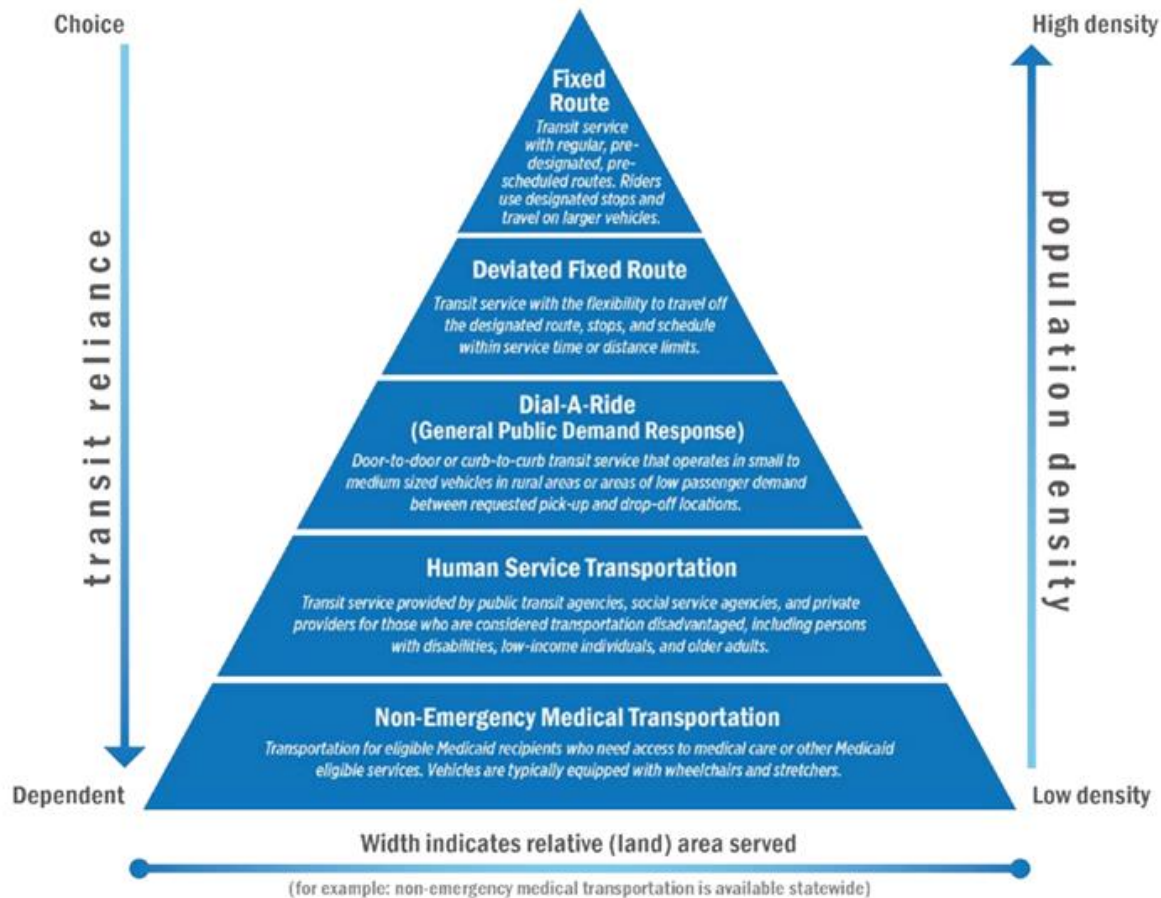 Choice
High density
transit reliance
population density
Fixed
Route
Transit service
with regular, pre-
designated, pre-
scheduled routes. Riders
use designated stops and
travel on larger vehicles.
Deviated Fixed Route
Transit service with the flexibility to travel off
the designated route, stops, and schedule
within service time or distance limits.
Dial-A-Ride
(General Public Demand Response)
Door-to-door or curb-to-curb transit service that operates in small to
medium sized vehicles in rural areas or areas of low passenger demand
between requested pick-up and drop-off locations.
Human Service Transportation
Transit service provided by public transit agencies, social service agencies, and private
providers for those who are considered transportation disadvantaged, including persons
with disabilities, low-income individuals, and older adults.
Non-Emergency Medical Transportation
Transportation for eligible Medicaid recipients who need access to medical care or other Medicaid
eligible services. Vehicles are typically equipped with wheelchairs and stretchers.
Dependent
Low density
Width indicates relative (land) area served
(for example: non-emergency medical transportation is available statewide)